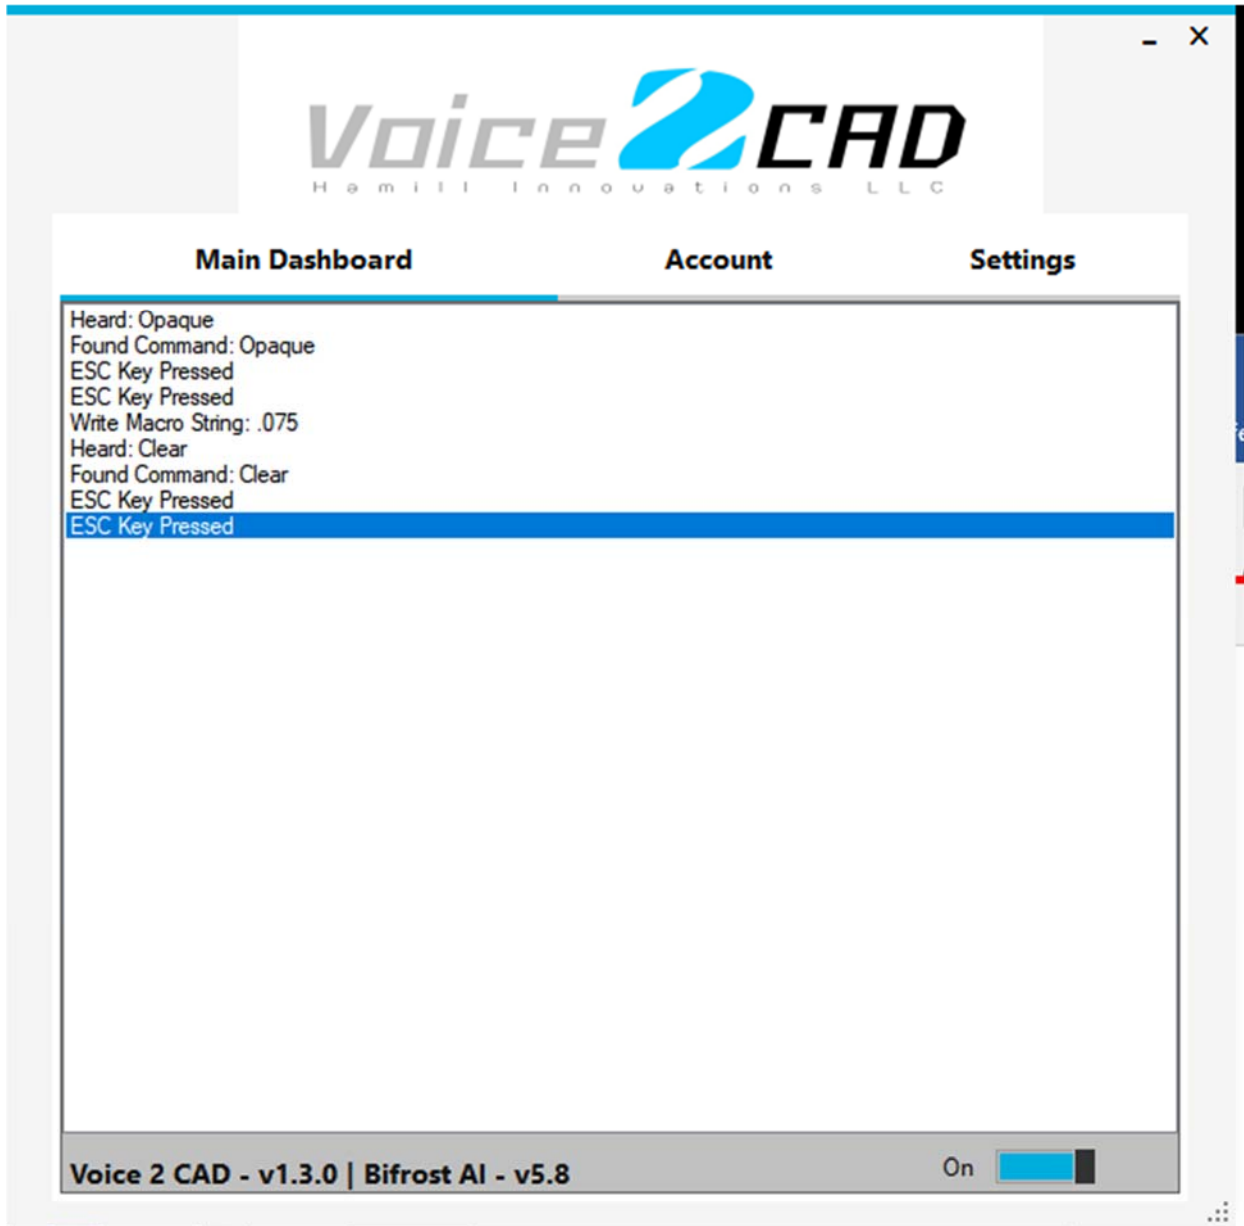 Voice2CAD
Hamill Innovations LLC
Main Dashboard Account Settings
Heard: Opaque
Found Command: Opaque
ESC Key Pressed
ESC Key Pressed
Write Macro String: .075
Heard: Clear
Found Command: Clear
ESC Key Pressed
ESC Key Pressed
Voice 2 CAD - v1.3.0 | Bifrost AI - v5.8 On